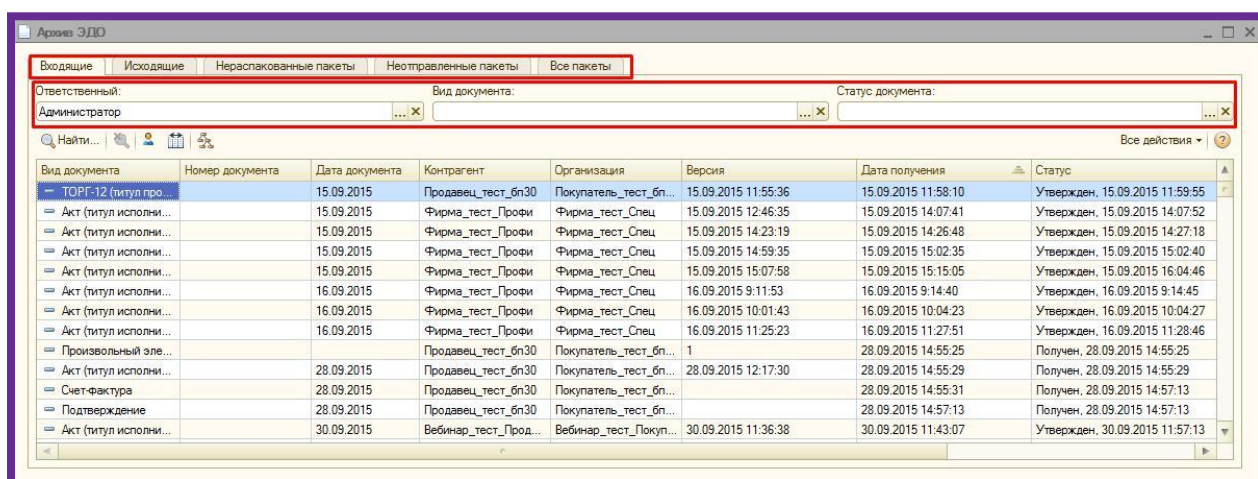 Архив ЭДО
Входящие Исходящие Нераспакованные пакеты Неотправленные пакеты Все пакеты
Ответственный: Вид документа: Статус документа:
Администратор ... ... ...
Найти... Все действия
Вид документа Номер документа Дата документа Контрагент Организация Версия Дата получения Статус
ТОРГ-12 (титул про... 15.09.2015 Продавец_тест_бп30 Покупатель_тест_бп... 15.09.2015 11:55:36 15.09.2015 11:58:10 Утвержден, 15.09.2015 11:59:55
Акт (титул исполни... 15.09.2015 Фирма_тест_Профи Фирма_тест_Спец 15.09.2015 12:46:35 15.09.2015 14:07:41 Утвержден, 15.09.2015 14:07:52
Акт (титул исполни... 15.09.2015 Фирма_тест_Профи Фирма_тест_Спец 15.09.2015 14:23:19 15.09.2015 14:26:48 Утвержден, 15.09.2015 14:27:18
Акт (титул исполни... 15.09.2015 Фирма_тест_Профи Фирма_тест_Спец 15.09.2015 14:59:35 15.09.2015 15:02:35 Утвержден, 15.09.2015 15:02:40
Акт (титул исполни... 15.09.2015 Фирма_тест_Профи Фирма_тест_Спец 15.09.2015 15:07:58 15.09.2015 15:15:05 Утвержден, 15.09.2015 16:04:46
Акт (титул исполни... 16.09.2015 Фирма_тест_Профи Фирма_тест_Спец 16.09.2015 9:11:53 16.09.2015 9:14:40 Утвержден, 16.09.2015 9:14:45
Акт (титул исполни... 16.09.2015 Фирма_тест_Профи Фирма_тест_Спец 16.09.2015 10:01:43 16.09.2015 10:04:23 Утвержден, 16.09.2015 10:04:27
Акт (титул исполни... 16.09.2015 Фирма_тест_Профи Фирма_тест_Спец 16.09.2015 11:25:23 16.09.2015 11:27:51 Утвержден, 16.09.2015 11:28:46
Произвольный эле... Продавец_тест_бп30 Покупатель_тест_бп... 1 28.09.2015 14:55:25 Получен, 28.09.2015 14:55:25
Акт (титул исполни... 28.09.2015 Продавец_тест_бп30 Покупатель_тест_бп... 28.09.2015 12:17:30 28.09.2015 14:55:29 Получен, 28.09.2015 14:55:29
Счет-фактура 28.09.2015 Продавец_тест_бп30 Покупатель_тест_бп... 28.09.2015 14:55:31 Получен, 28.09.2015 14:57:13
Подтверждение 28.09.2015 Продавец_тест_бп30 Покупатель_тест_бп... 28.09.2015 14:57:13 Получен, 28.09.2015 14:57:13
Акт (титул исполни... 30.09.2015 Вебинар_тест_Прод... Вебинар_тест_Покуп... 30.09.2015 11:36:38 30.09.2015 11:43:07 Утвержден, 30.09.2015 11:57:13